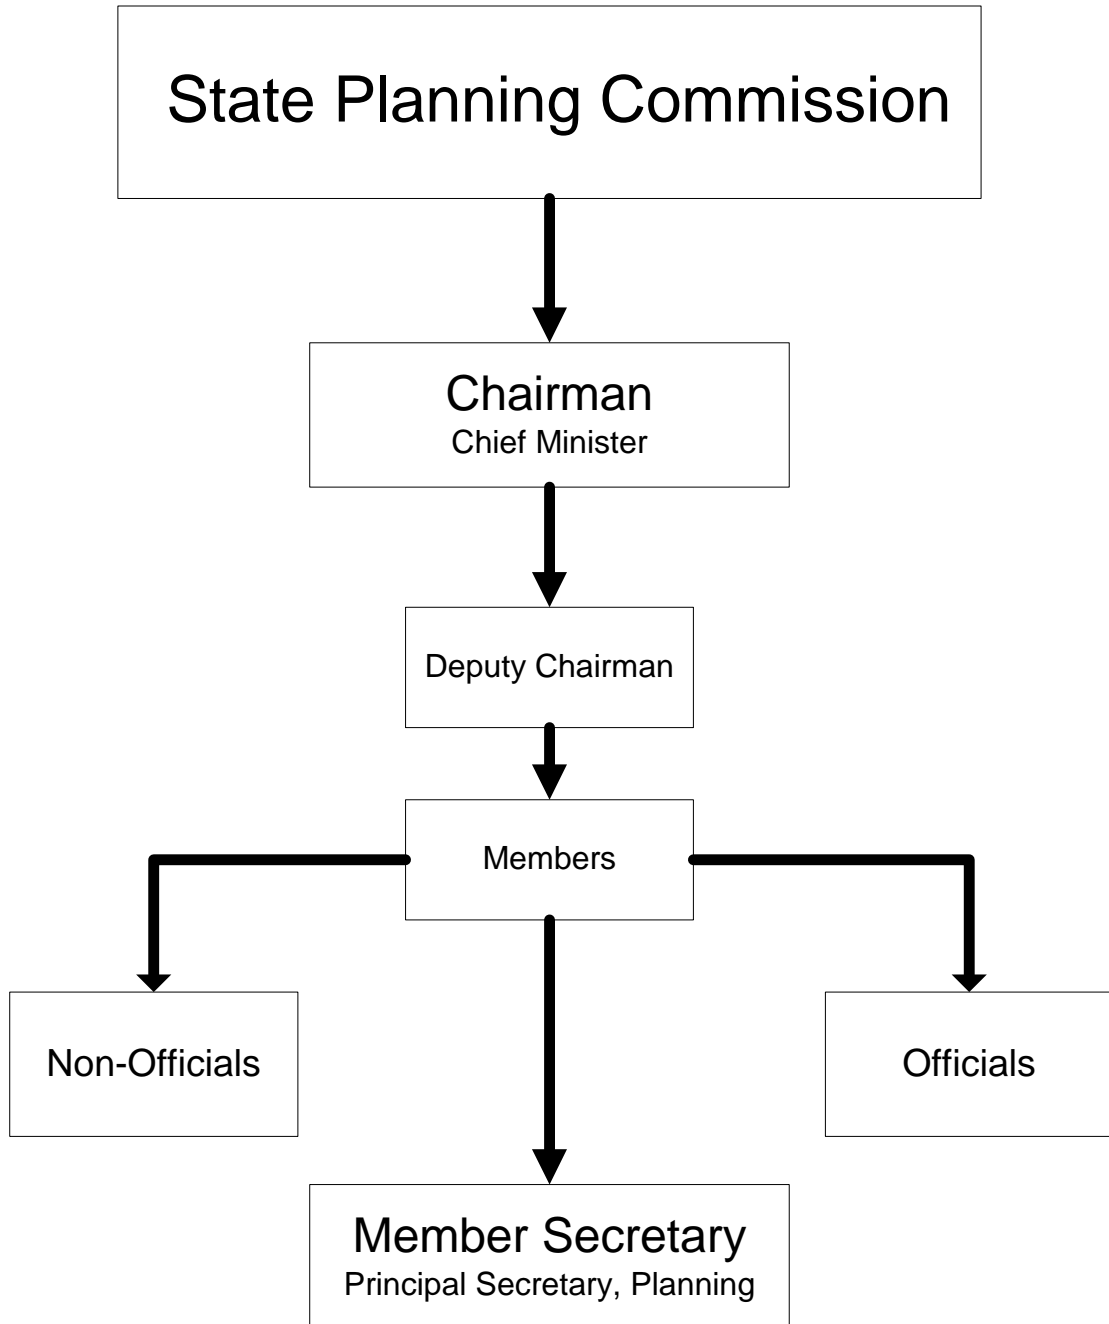 State Planning Commission
Chairman
Chief Minister
Deputy Chairman
Members
Non-Officials
Officials
Member Secretary
Principal Secretary, Planning